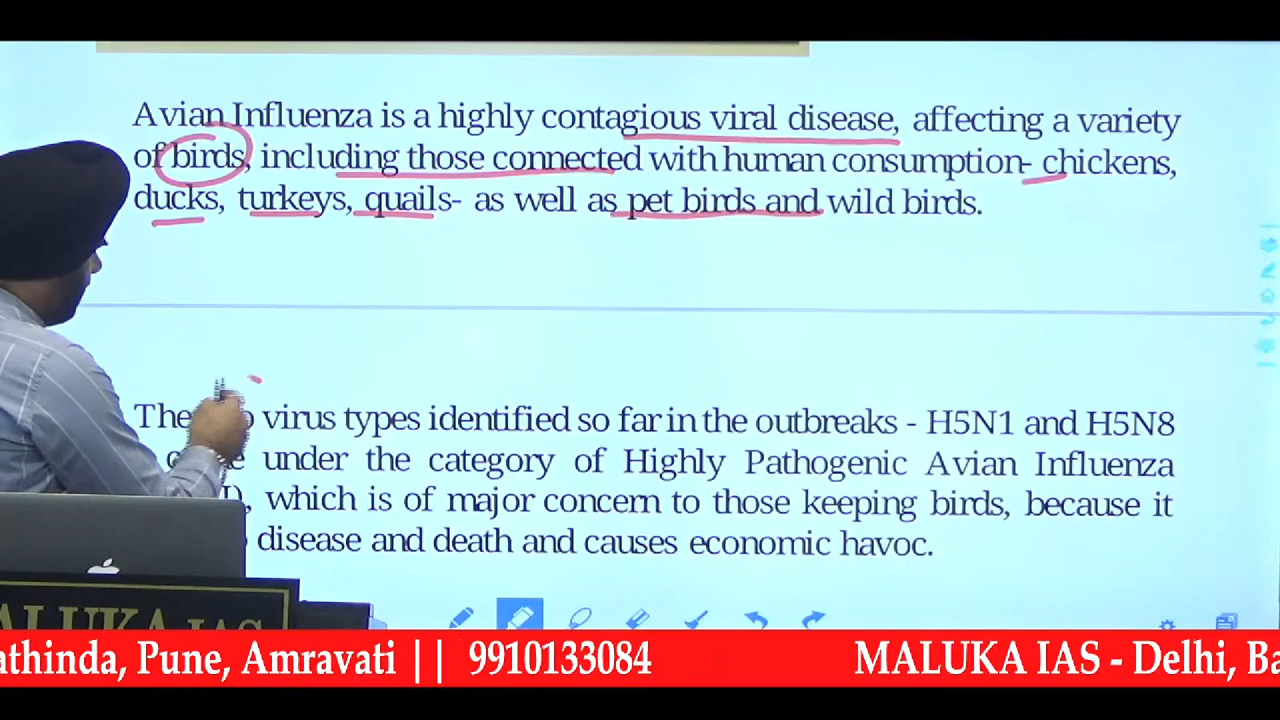 Avian Influenza is a highly contagious viral disease, affecting a variety
of birds, including those connected with human consumption- chickens,
ducks, turkeys, quails- as well as pet birds and wild birds.
The virus types identified so far in the outbreaks - H5N1 and H5N8
under the category of Highly Pathogenic Avian Influenza
which is of major concern to those keeping birds, because it
disease and death and causes economic havoc.
MALUKA IAS
athinda, Pune, Amravati || 9910133084 MALUKA IAS - Delhi, Ba